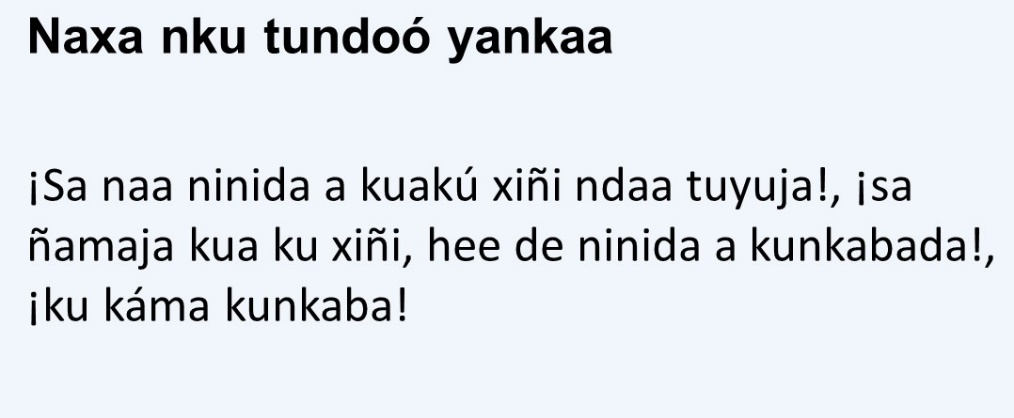 Naxa nku tundoó yankaa
¡Sa naa ninida a kuakú xiñi ndaa tuyuja!, ¡sa
ñamaja kua ku xiñi, hee de ninida a kunkabada!,
¡ku káma kunkaba!